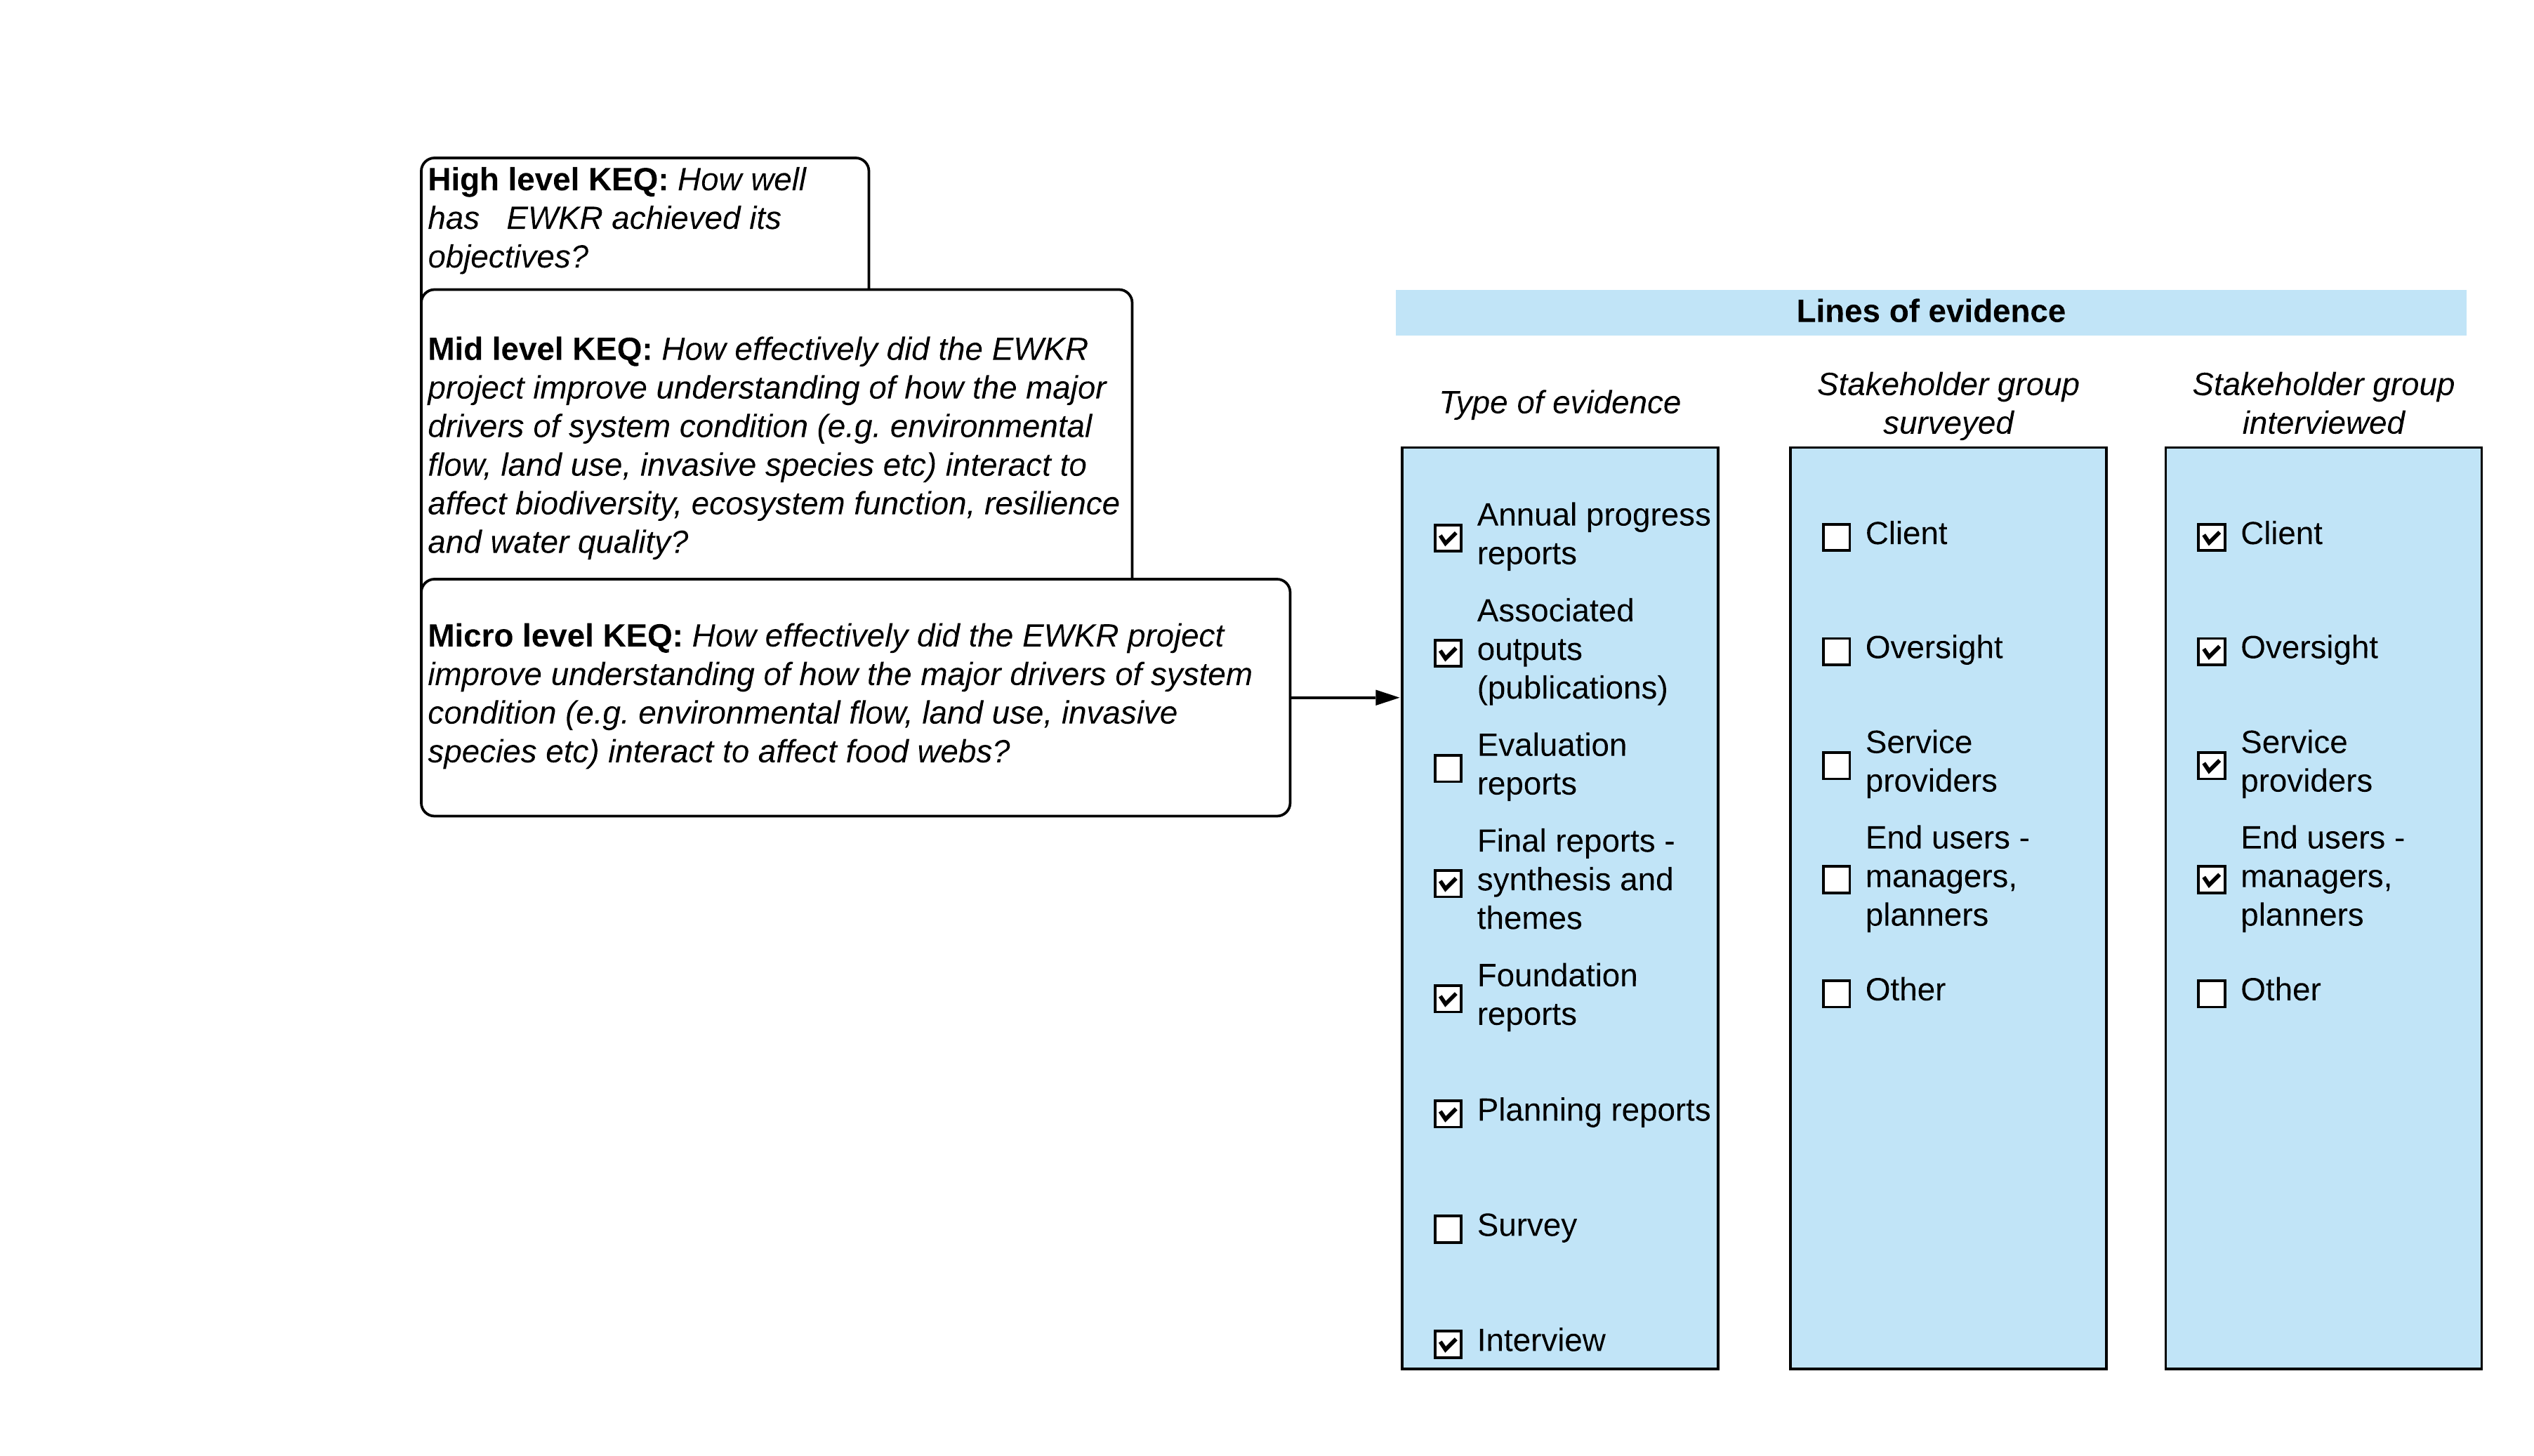 High level KEQ: How well
has EWKR achieved its
objectives?
Mid level KEQ: How effectively did the EWKR
project improve understanding of how the major
drivers of system condition (e.g. environmental
flow, land use, invasive species etc) interact to
affect biodiversity, ecosystem function, resilience
and water quality?
Micro level KEQ: How effectively did the EWKR project
improve understanding of how the major drivers of system
condition (e.g. environmental flow, land use, invasive
species etc) interact to affect food webs?
Lines of evidence
Type of evidence
Annual progress
reports
Associated
outputs
(publications)
Evaluation
reports
Final reports -
synthesis and
themes
Foundation
reports
Planning reports
Survey
Interview
Stakeholder group
surveyed
Client
Oversight
Service
providers
End users -
managers,
planners
Other
Stakeholder group
interviewed
Client
Oversight
Service
providers
End users -
managers,
planners
Other